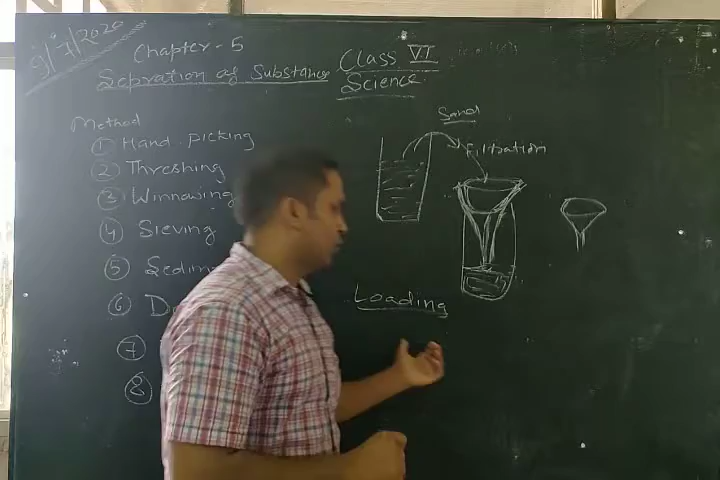 9/7/2020
Chapter-5
Sepration of Substance
Class VI
Science
Method
① Hand picking
② Threshing
③ Winnowing
④ Sieving
⑤ Sedim
⑥ D
⑦
⑧
Sand
Filtration
Loading